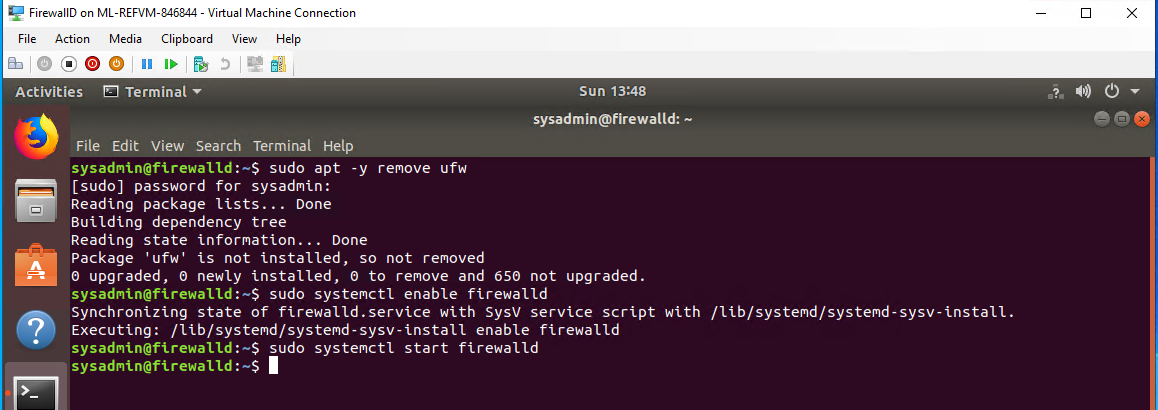 FirewallD on ML-REFVM-846844 - Virtual Machine Connection
File Action Media Clipboard View Help
Activities Terminal Sun 13:48
sysadmin@firewalld: ~
File Edit View Search Terminal Help
sysadmin@firewalld:~$ sudo apt -y remove ufw
[sudo] password for sysadmin:
Reading package lists... Done
Building dependency tree
Reading state information... Done
Package 'ufw' is not installed, so not removed
0 upgraded, 0 newly installed, 0 to remove and 650 not upgraded.
sysadmin@firewalld:~$ sudo systemctl enable firewalld
Synchronizing state of firewalld.service with SysV service script with /lib/systemd/systemd-sysv-install.
Executing: /lib/systemd/systemd-sysv-install enable firewalld
sysadmin@firewalld:~$ sudo systemctl start firewalld
sysadmin@firewalld:~$